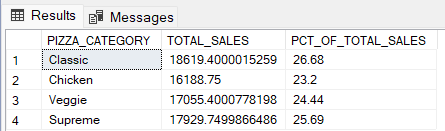 Results Messages
PIZZA_CATEGORY TOTAL_SALES PCT_OF_TOTAL_SALES
1 Classic 18619.4000015259 26.68
2 Chicken 16188.75 23.2
3 Veggie 17055.4000778198 24.44
4 Supreme 17929.7499866486 25.69